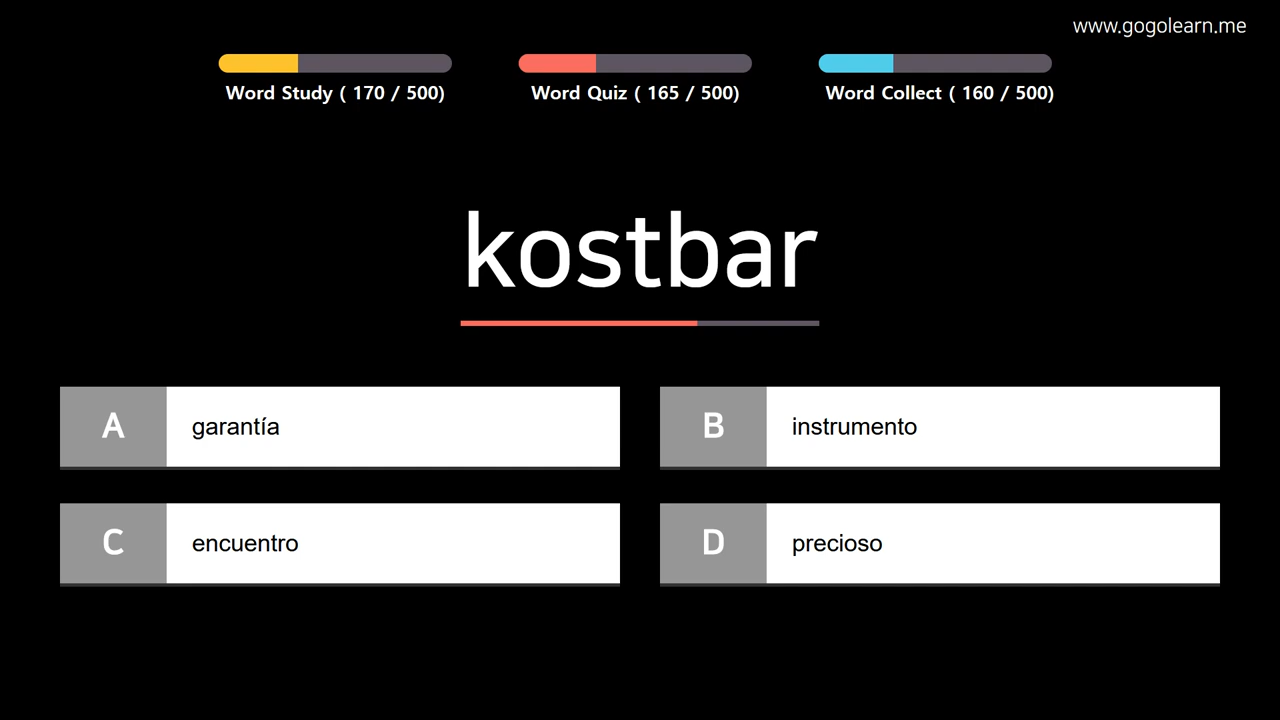 www.gogolearn.me
Word Study ( 170 / 500)
Word Quiz ( 165 / 500)
Word Collect ( 160 / 500)
kostbar
A
garantía
B
instrumento
C
encuentro
D
precioso